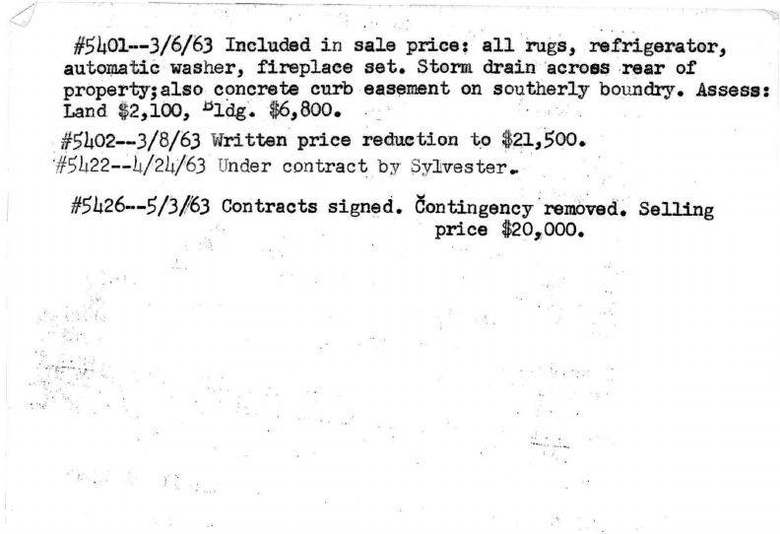 #5401--3/6/63 Included in sale price: all rugs, refrigerator,
automatic washer, fireplace set. Storm drain across rear of
property;also concrete curb easement on southerly boundry. Assess:
Land $2,100, Bldg. $6,800.
#5402--3/8/63 Written price reduction to $21,500.
#5422--4/24/63 Under contract by Sylvester.
#5426--5/3/63 Contracts signed. Contingency removed. Selling
price $20,000.